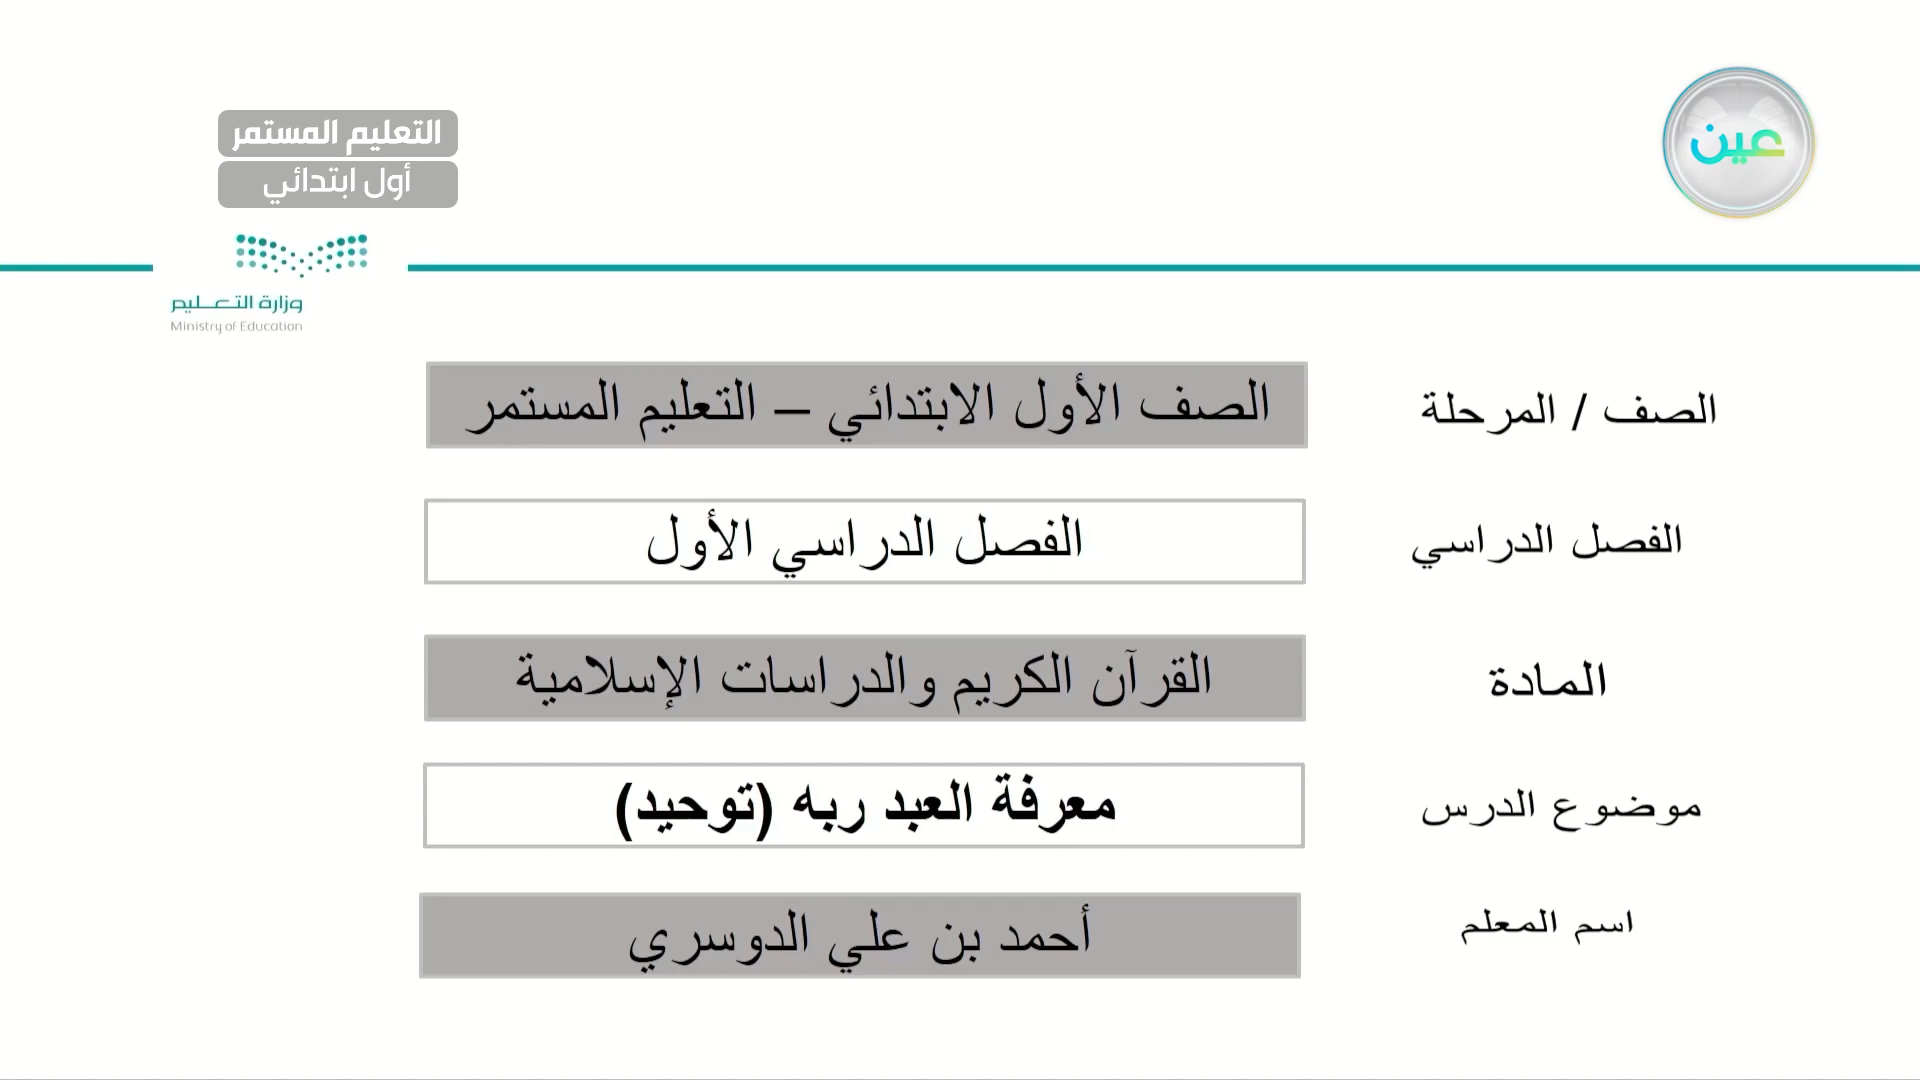 عين
التعليم المستمر
أول ابتدائي
وزارة التعليم
Ministry of Education
الصف / المرحلة
الصف الأول الابتدائي – التعليم المستمر
الفصل الدراسي
الفصل الدراسي الأول
المادة
القرآن الكريم والدراسات الإسلامية
موضوع الدرس
معرفة العبد ربه (توحيد)
اسم المعلم
أحمد بن علي الدوسري